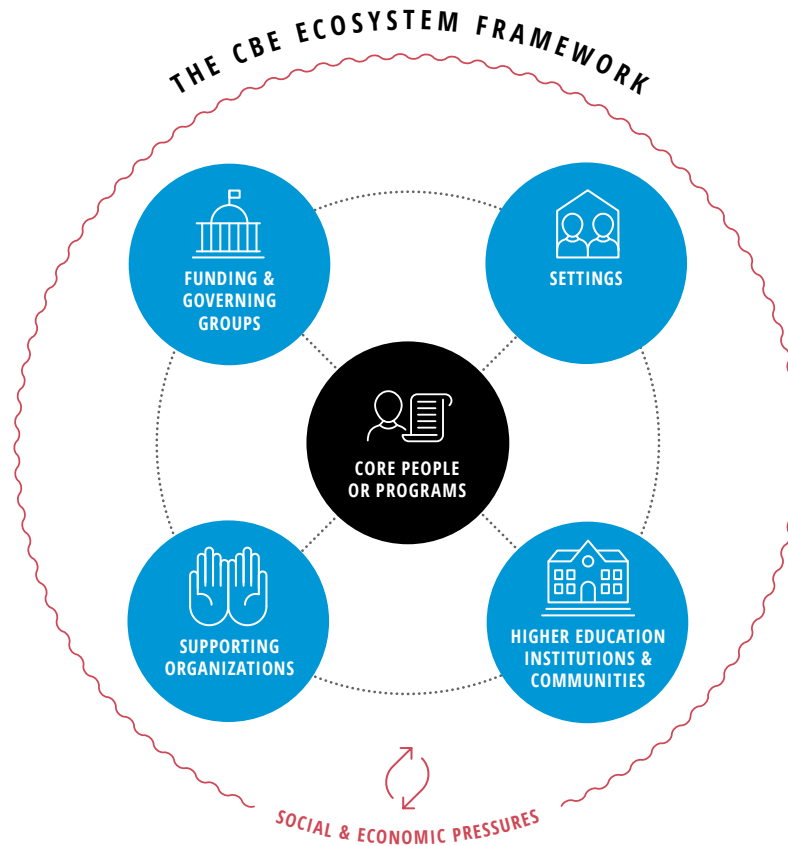 THE CBE ECOSYSTEM FRAMEWORK
FUNDING &
GOVERNING
GROUPS
SETTINGS
CORE PEOPLE
OR PROGRAMS
SUPPORTING
ORGANIZATIONS
HIGHER EDUCATION
INSTITUTIONS &
COMMUNITIES
SOCIAL & ECONOMIC PRESSURES